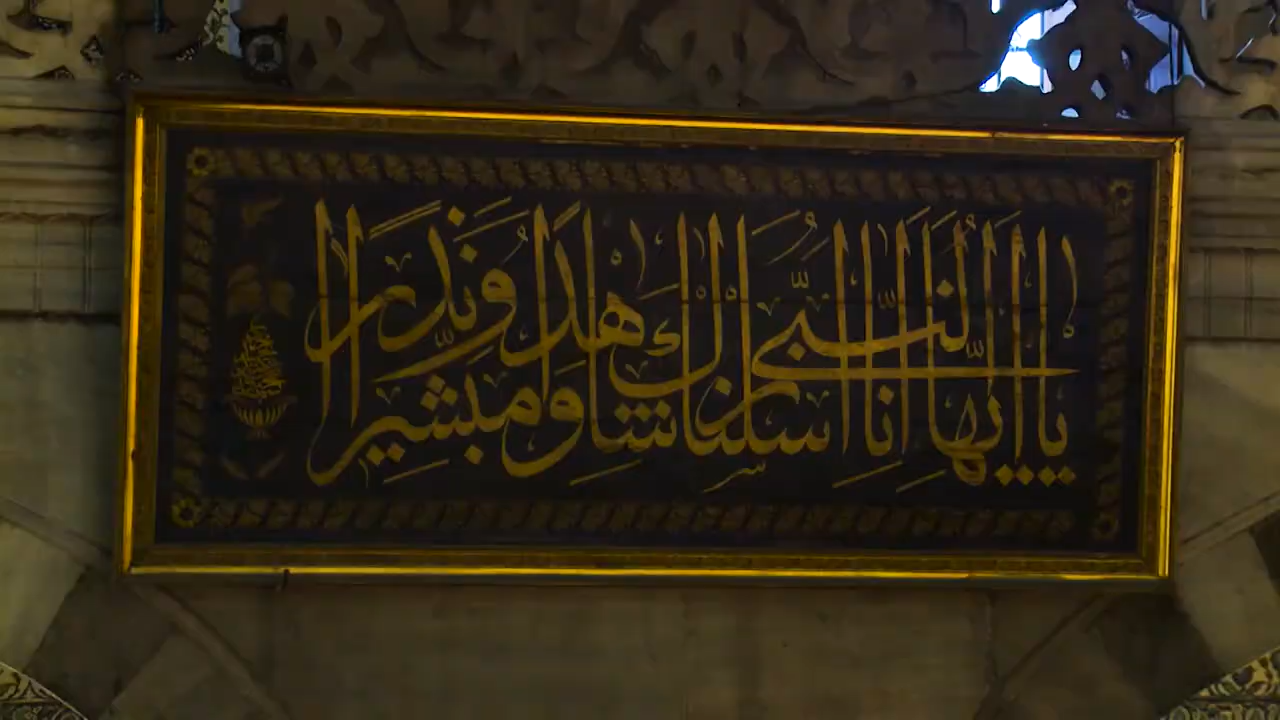 يا ايها النبي انا ارسلناك شاهدا ومبشرا ونذيرا